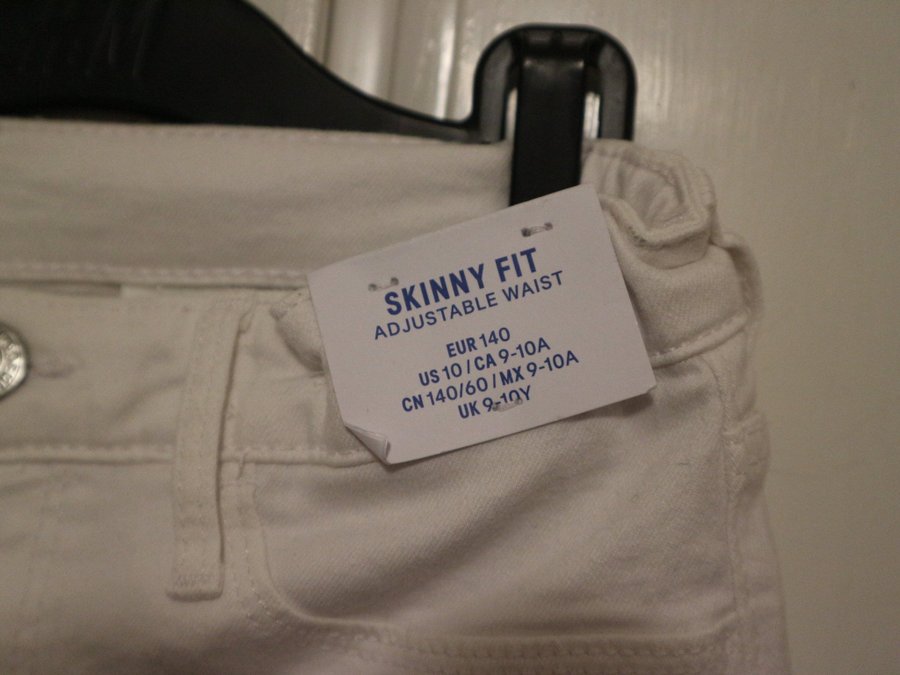 SKINNY FIT
ADJUSTABLE WAIST
EUR 140
US 10 / CA 9-10A
CN 140/60 / MX 9-10A
UK 9-10Y